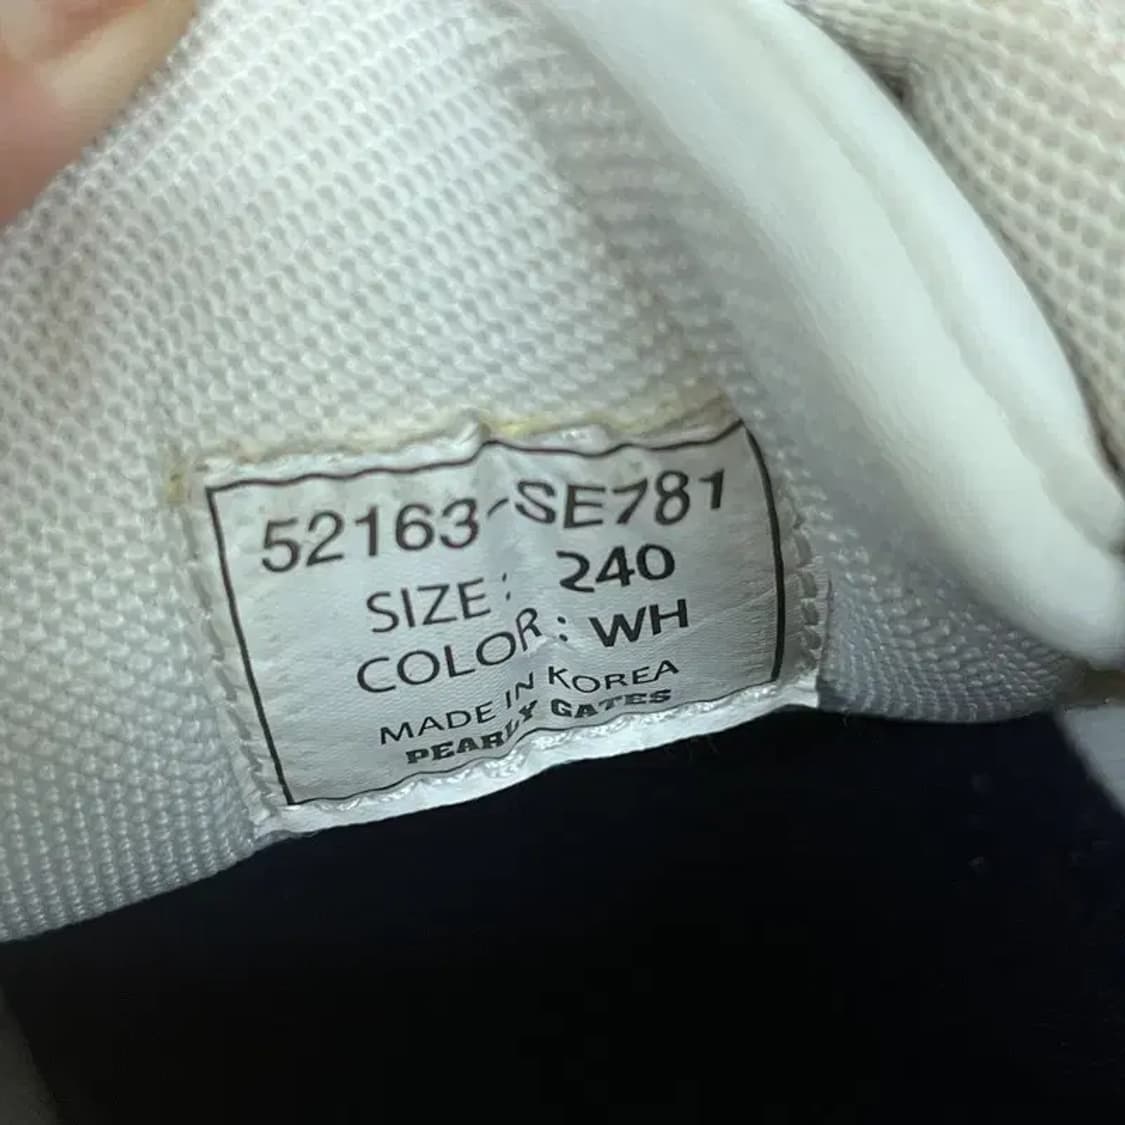 52163-SE781
SIZE: 240
COLOR: WH
MADE IN KOREA
PEARLY GATES